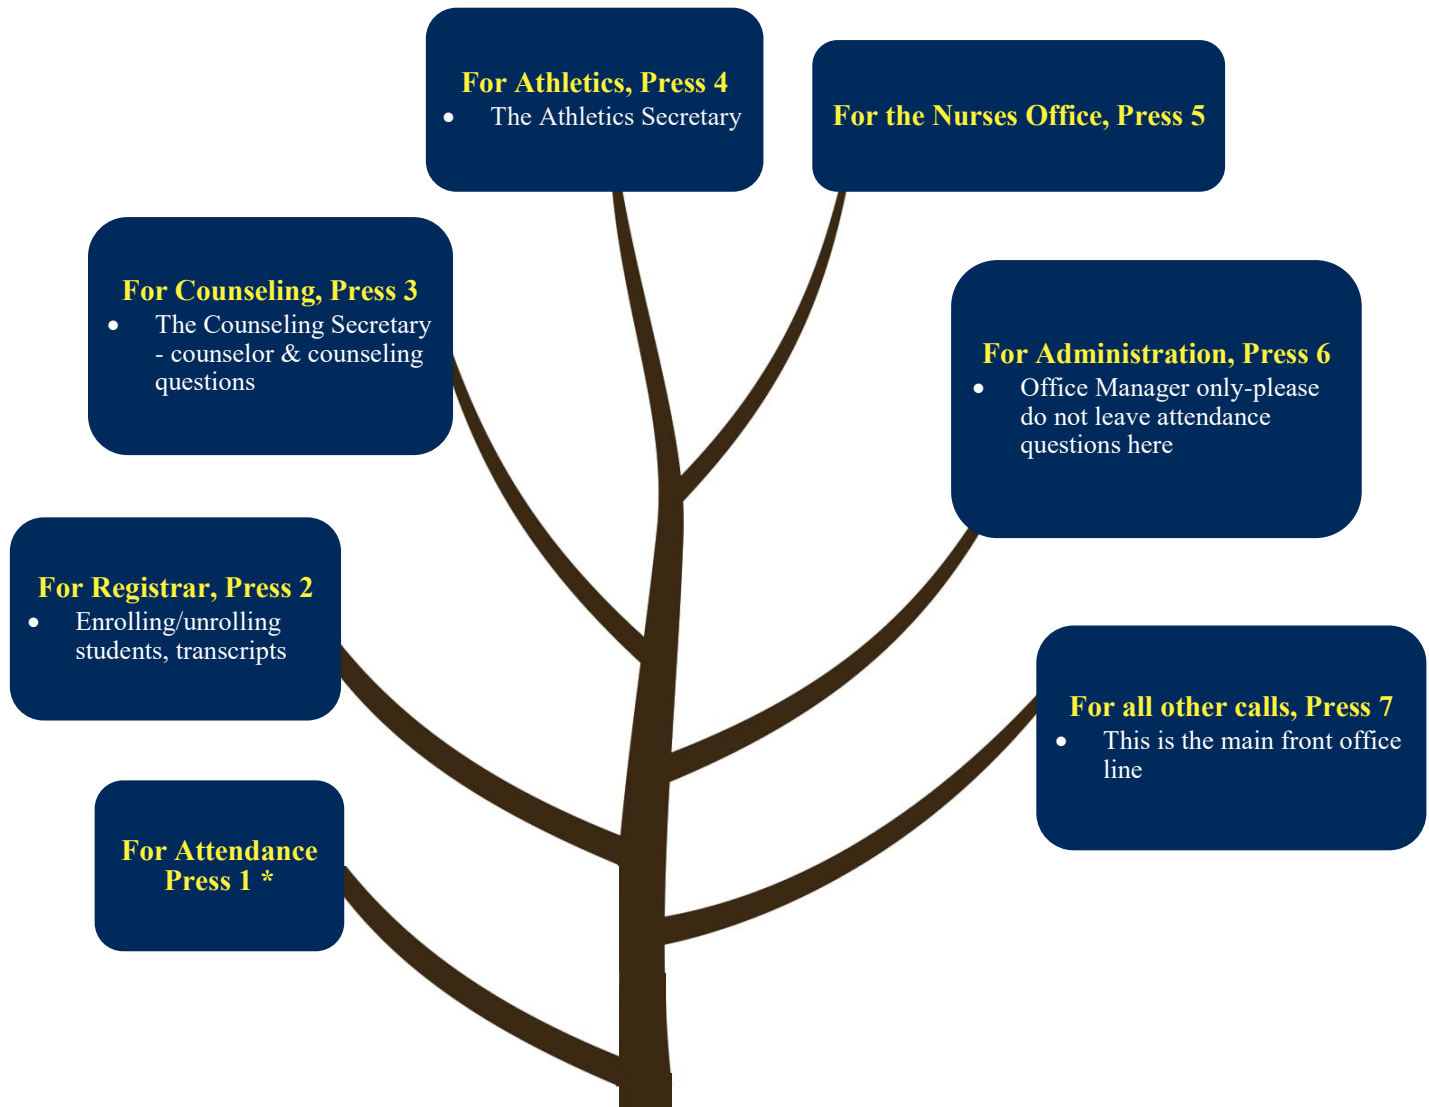 For Athletics, Press 4
• The Athletics Secretary
For the Nurses Office, Press 5
For Counseling, Press 3
• The Counseling Secretary
- counselor & counseling
questions
For Administration, Press 6
• Office Manager only-please
do not leave attendance
questions here
For Registrar, Press 2
• Enrolling/unrolling
students, transcripts
For all other calls, Press 7
• This is the main front office
line
For Attendance
Press 1 *